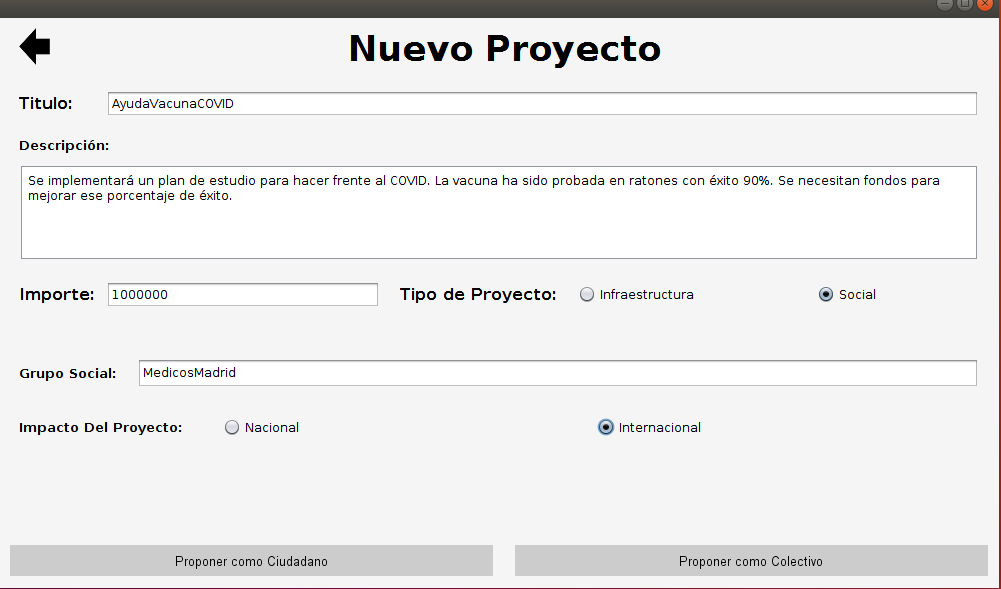 Nuevo Proyecto
Titulo: AyudaVacunaCOVID
Descripción:
Se implementará un plan de estudio para hacer frente al COVID. La vacuna ha sido probada en ratones con éxito 90%. Se necesitan fondos para
mejorar ese porcentaje de éxito.
Importe: 1000000 Tipo de Proyecto: Infraestructura Social
Grupo Social: MedicosMadrid
Impacto Del Proyecto: Nacional Internacional
Proponer como Ciudadano Proponer como Colectivo